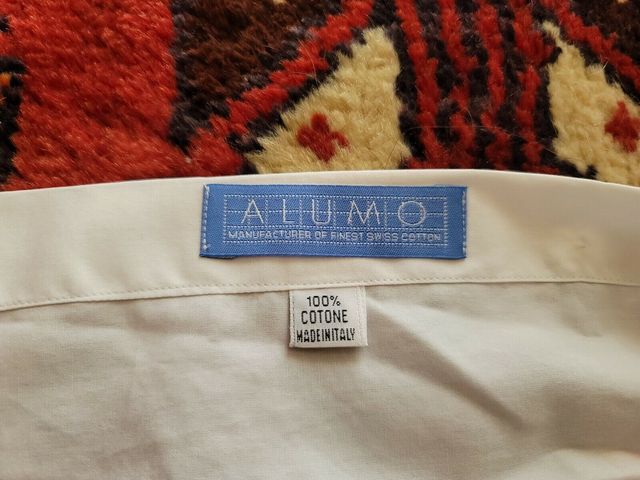 ALUMO
MANUFACTURER OF FINEST SWISS COTTON
100%
COTONE
MADEINITALY